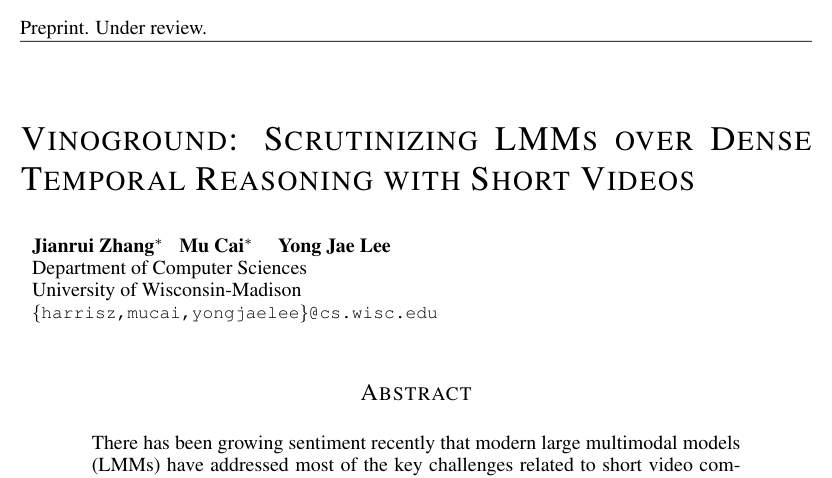 Preprint. Under review.
VINOGROUND: SCRUTINIZING LMMS OVER DENSE
TEMPORAL REASONING WITH SHORT VIDEOS
Jianrui Zhang* Mu Cai* Yong Jae Lee
Department of Computer Sciences
University of Wisconsin-Madison
{harrisz,mucai,yongjaelee}@cs.wisc.edu
ABSTRACT
There has been growing sentiment recently that modern large multimodal models
(LMMs) have addressed most of the key challenges related to short video com-